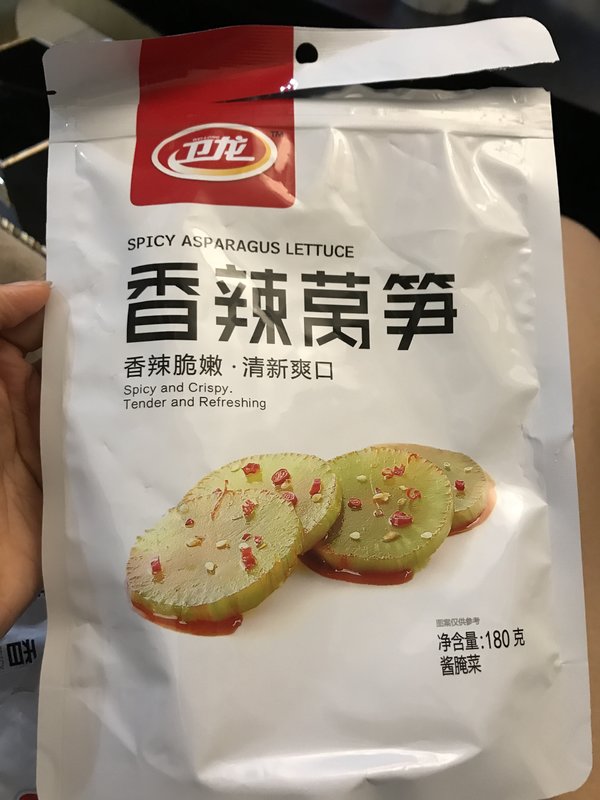 卫龙
TM
SPICY ASPARAGUS LETTUCE
香辣莴笋
香辣脆嫩·清新爽口
Spicy and Crispy.
Tender and Refreshing
图案仅供参考
净含量:180克
酱腌菜
香